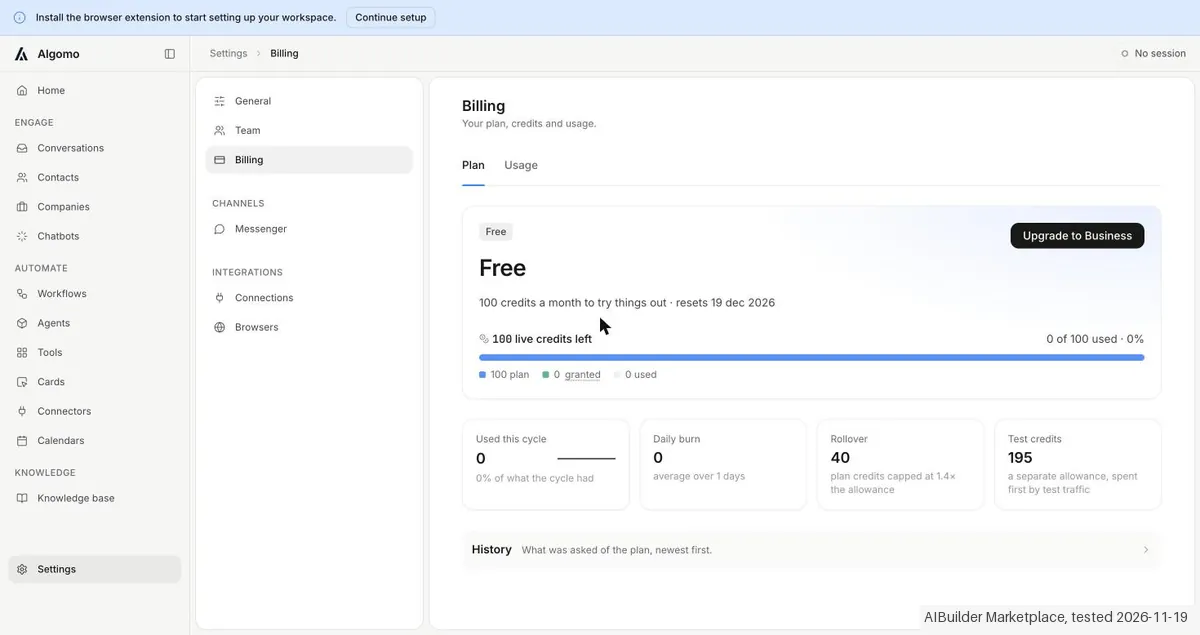 Install the browser extension to start setting up your workspace. Continue setup
Algomo
Settings > Billing
No session
Home
ENGAGE
Conversations
Contacts
Companies
Chatbots
AUTOMATE
Workflows
Agents
Tools
Cards
Connectors
Calendars
KNOWLEDGE
Knowledge base
Settings
General
Team
Billing
CHANNELS
Messenger
INTEGRATIONS
Connections
Browsers
Billing
Your plan, credits and usage.
Plan Usage
Free
Upgrade to Business
Free
100 credits a month to try things out · resets 19 dec 2026
100 live credits left 0 of 100 used · 0%
100 plan 0 granted 0 used
Used this cycle
0
0% of what the cycle had
Daily burn
0
average over 1 days
Rollover
40
plan credits capped at 1.4×
the allowance
Test credits
195
a separate allowance, spent
first by test traffic
History What was asked of the plan, newest first.
AIBuilder Marketplace, tested 2026-11-19